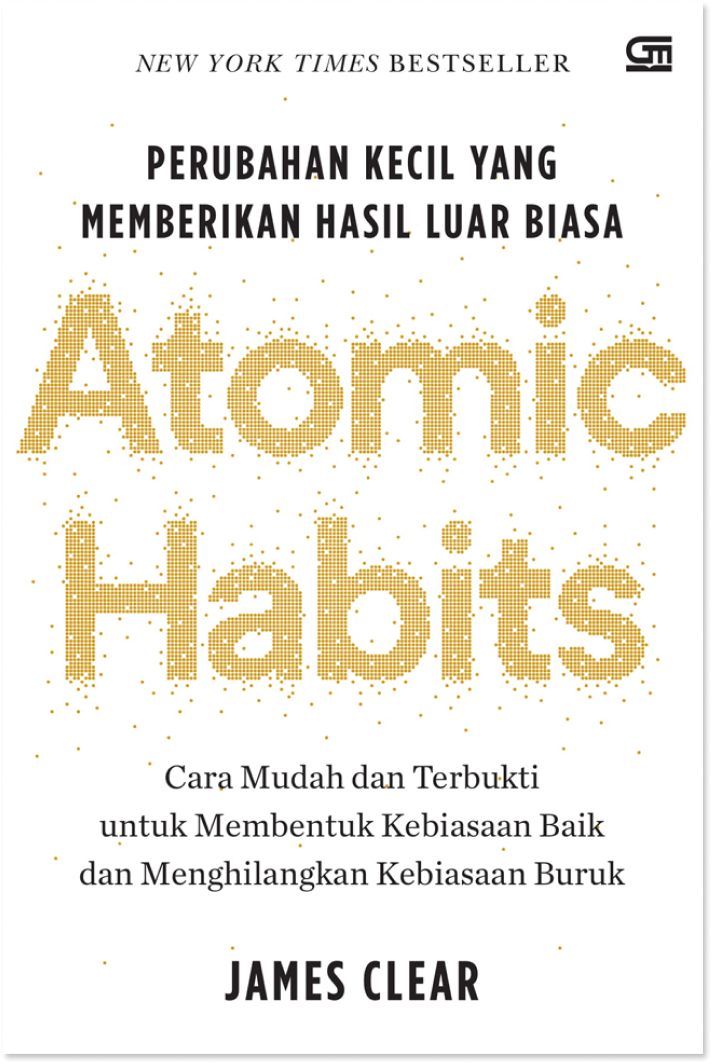 NEW YORK TIMES BESTSELLER
GM
PERUBAHAN KECIL YANG
MEMBERIKAN HASIL LUAR BIASA
Atomic
Habits
Cara Mudah dan Terbukti
untuk Membentuk Kebiasaan Baik
dan Menghilangkan Kebiasaan Buruk
JAMES CLEAR